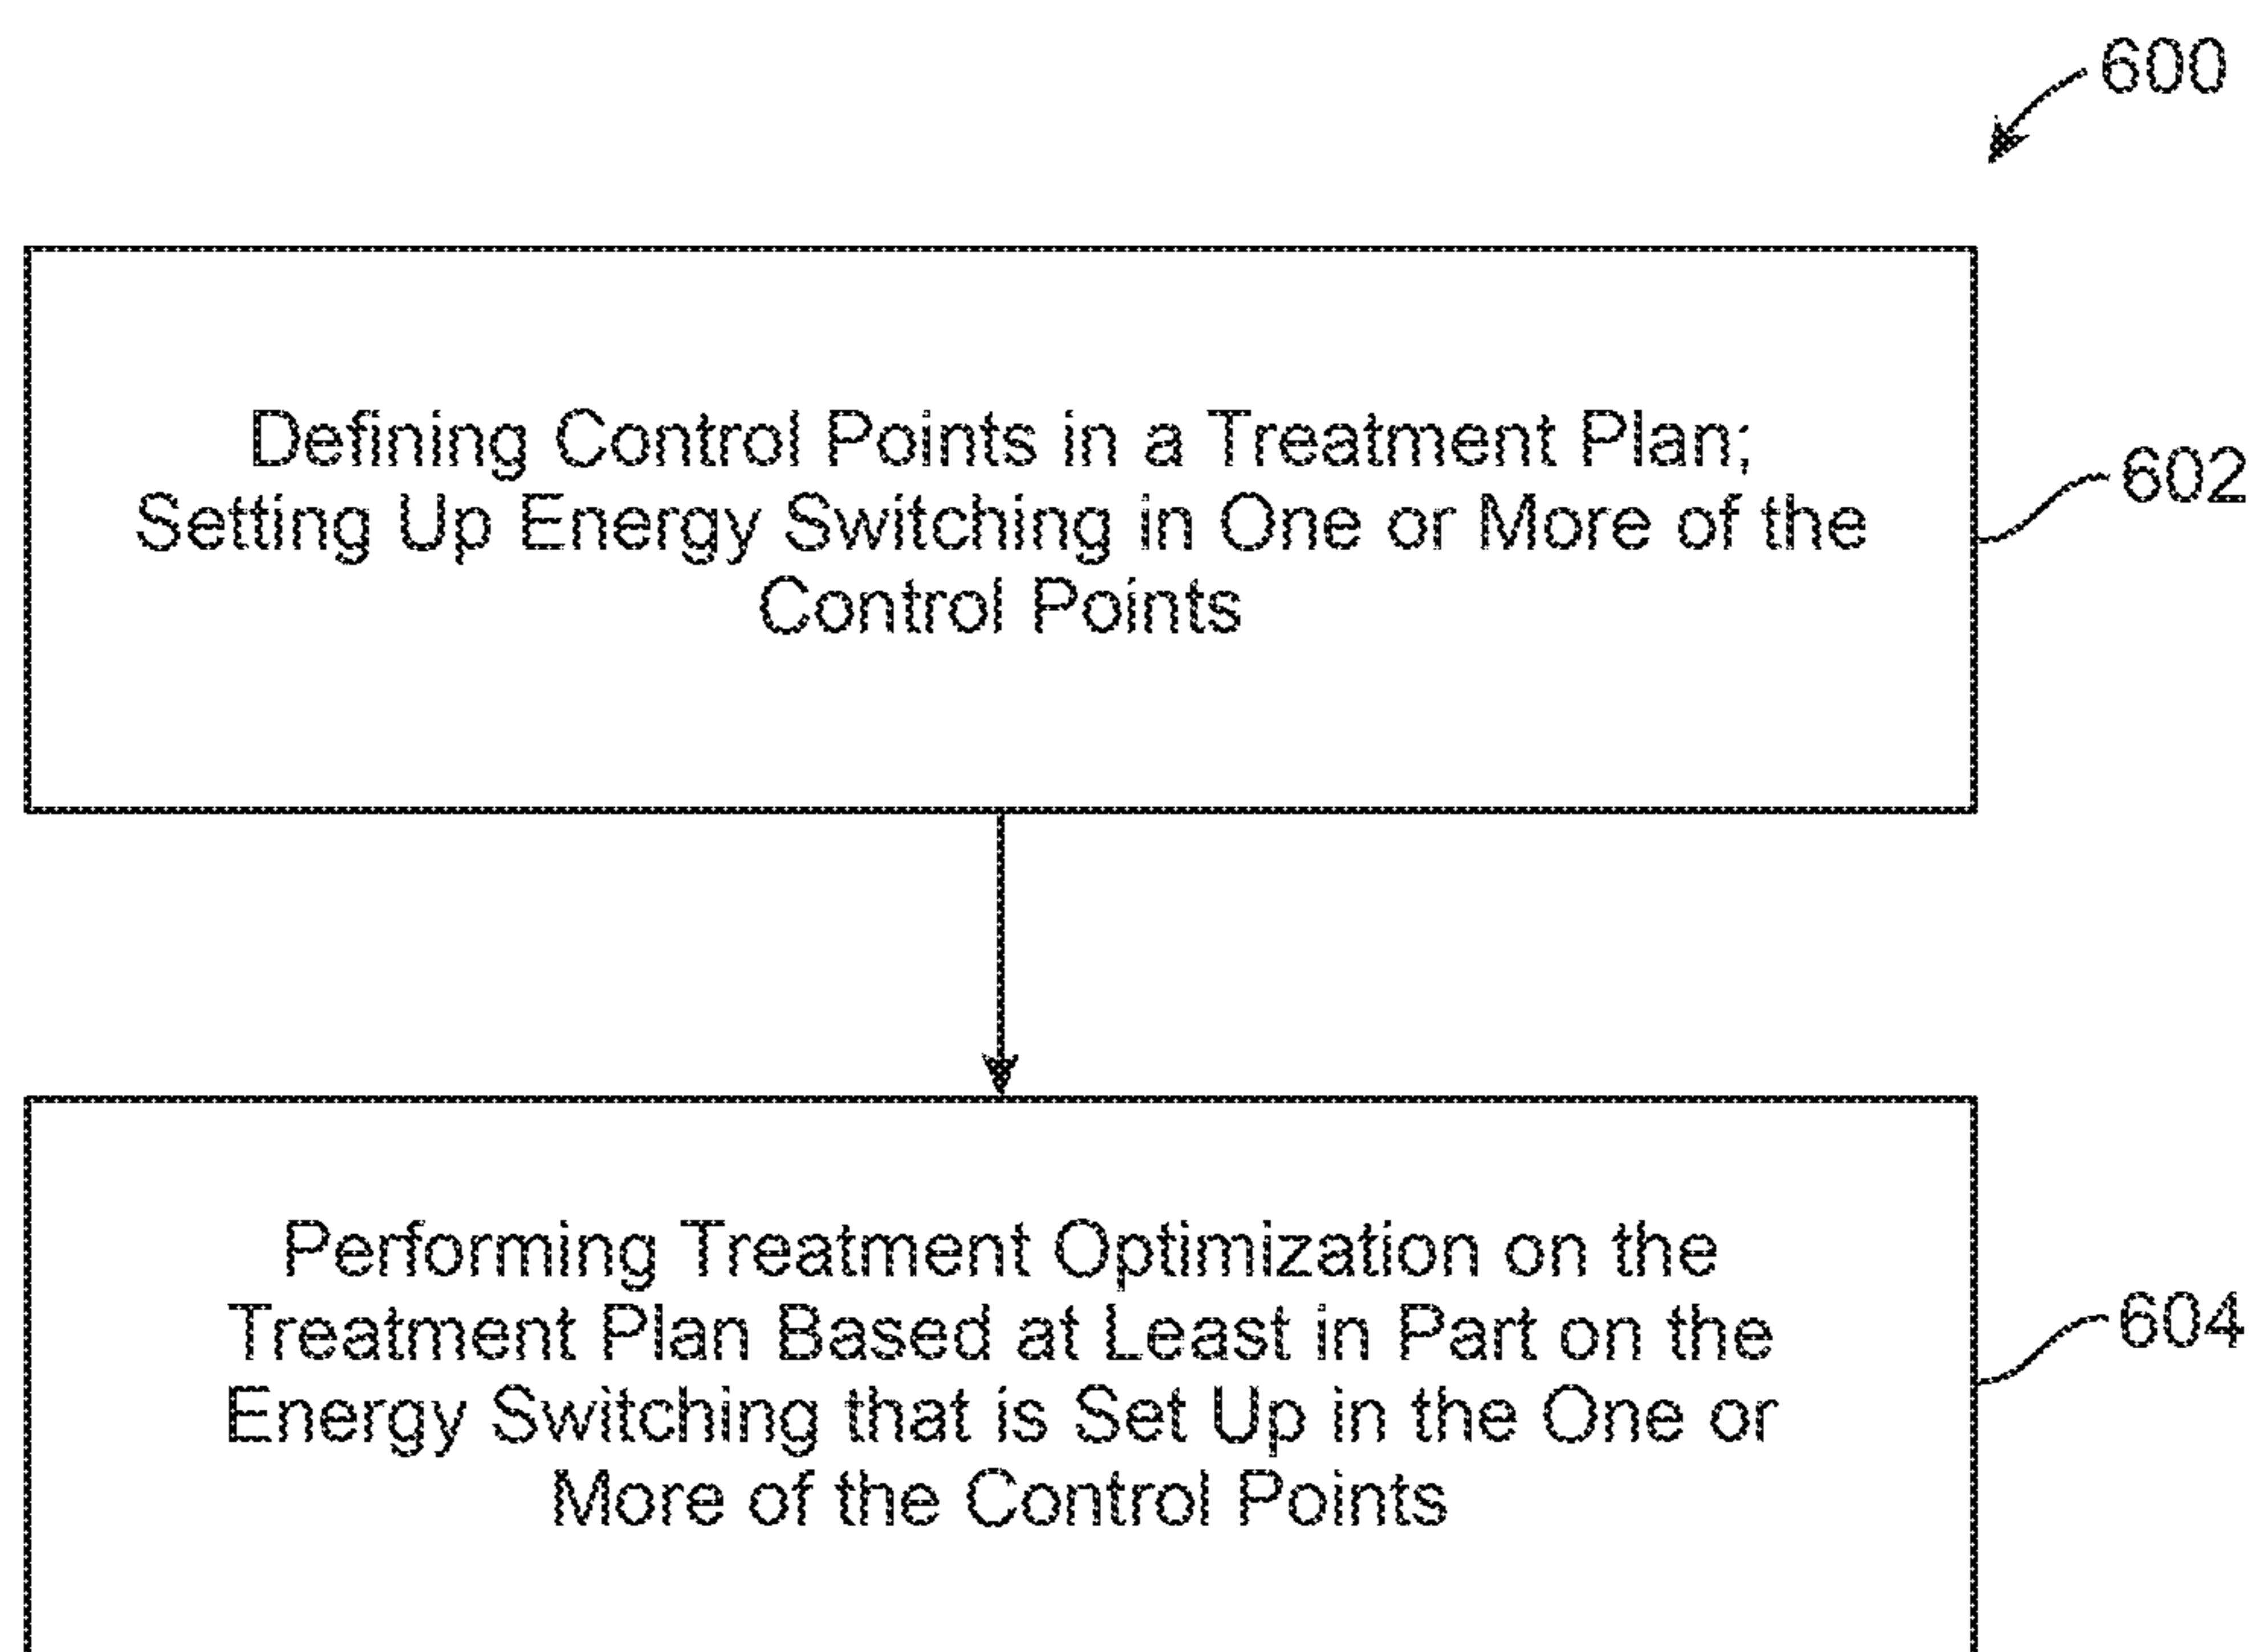 600
Defining Control Points in a Treatment Plan;
Setting Up Energy Switching in One or More of the
Control Points
602
Performing Treatment Optimization on the
Treatment Plan Based at Least in Part on the
Energy Switching that is Set Up in the One or
More of the Control Points
604